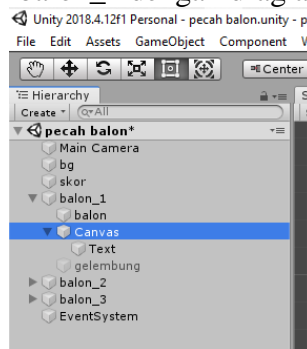 Unity 2018.4.12f1 Personal - pecah balon.unity - p
File Edit Assets GameObject Component
Center
Hierarchy
Create All
pecah balon*
Main Camera
bg
skor
balon_1
balon
Canvas
Text
gelembung
balon_2
balon_3
EventSystem